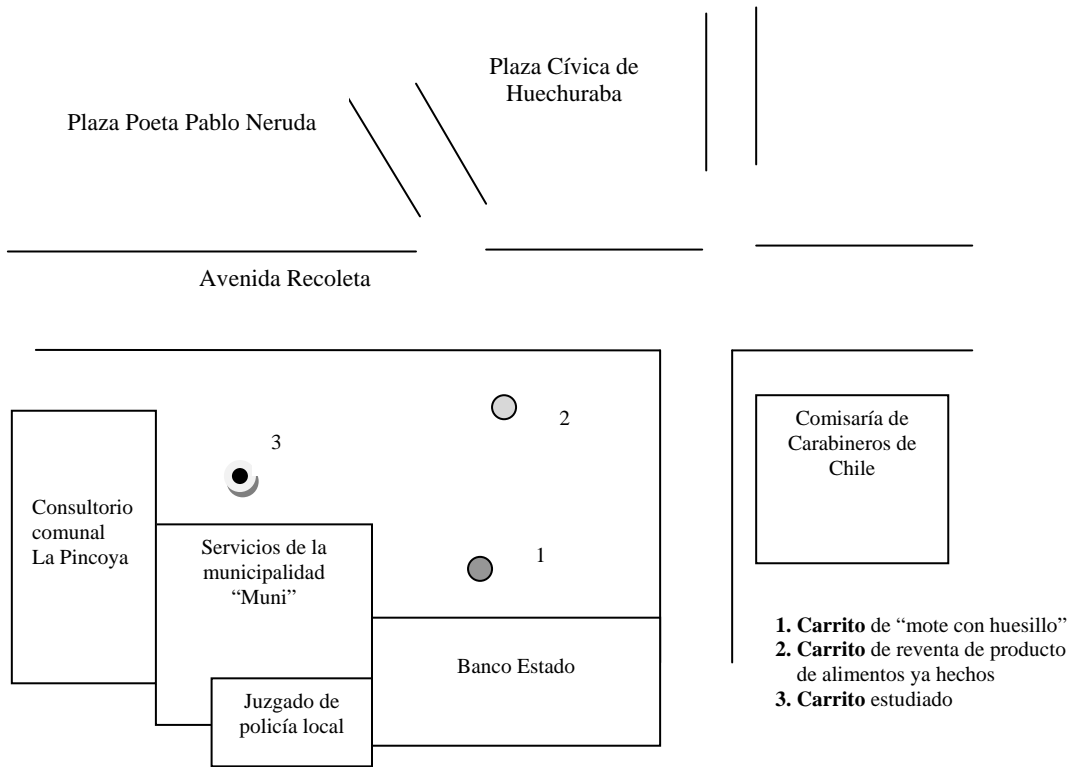 Plaza Cívica de
Huechuraba
Plaza Poeta Pablo Neruda
Avenida Recoleta
3
2
Comisaría de
Carabineros de
Chile
Consultorio
comunal
La Pincoya
Servicios de la
municipalidad
“Muni”
1
Banco Estado
Juzgado de
policía local
1. Carrito de “mote con huesillo”
2. Carrito de reventa de producto
de alimentos ya hechos
3. Carrito estudiado